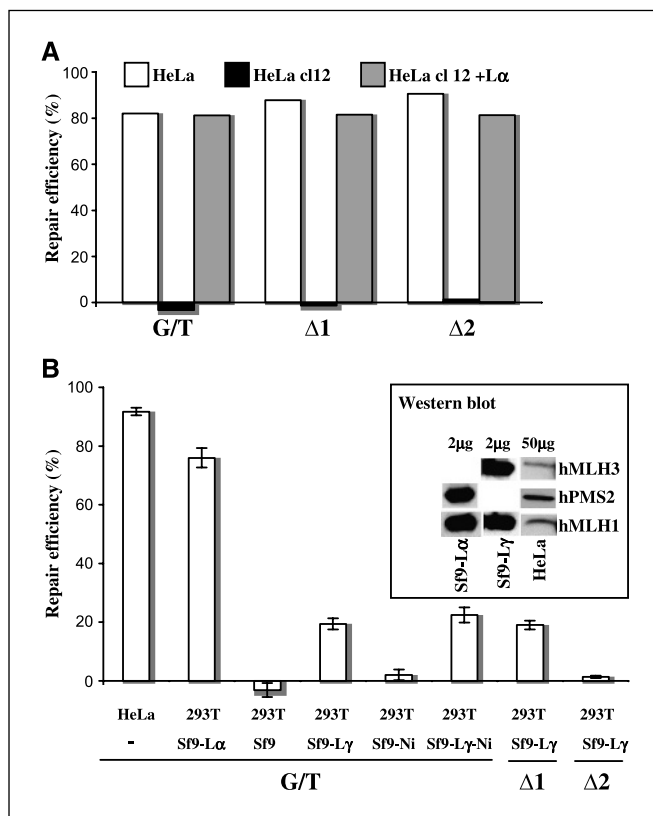 A
HeLa HeLa cl12 HeLa cl 12 +Lα
Repair efficiency (%)
100
80
60
40
20
0
G/T Δ1 Δ2
B
Repair efficiency (%)
100
80
60
40
20
0
Western blot
2μg 2μg 50μg
hMLH3
hPMS2
hMLH1
Sf9-Lα Sf9-Lγ HeLa
HeLa 293T 293T 293T 293T 293T 293T 293T
- Sf9-Lα Sf9 Sf9-Lγ Sf9-Ni Sf9-Lγ-Ni Sf9-Lγ Sf9-Lγ
G/T Δ1 Δ2